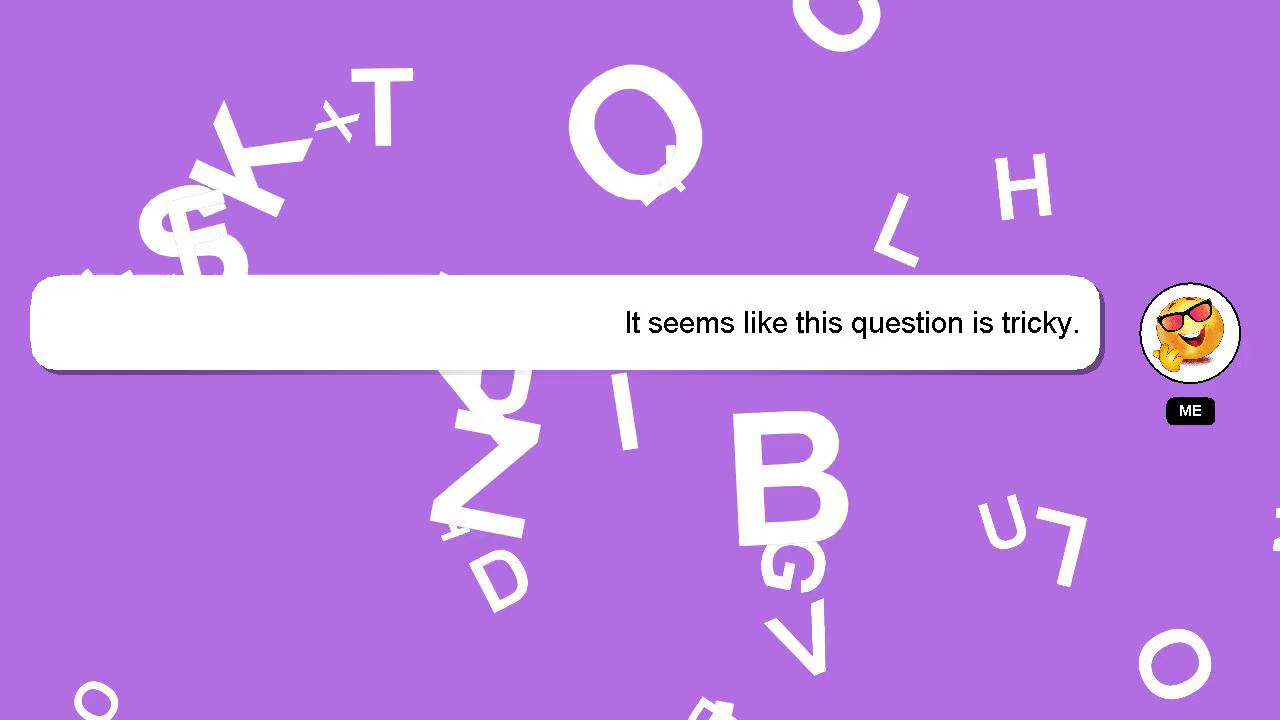 T
X
K
S
O
L
H
It seems like this question is tricky.
ME
I
Z
B
U
D
G
V
O
O